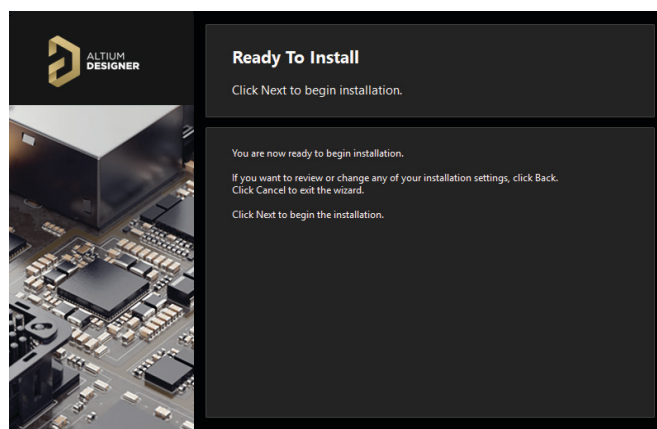 ALTIUM
DESIGNER
Ready To Install
Click Next to begin installation.
You are now ready to begin installation.
If you want to review or change any of your installation settings, click Back.
Click Cancel to exit the wizard.
Click Next to begin the installation.